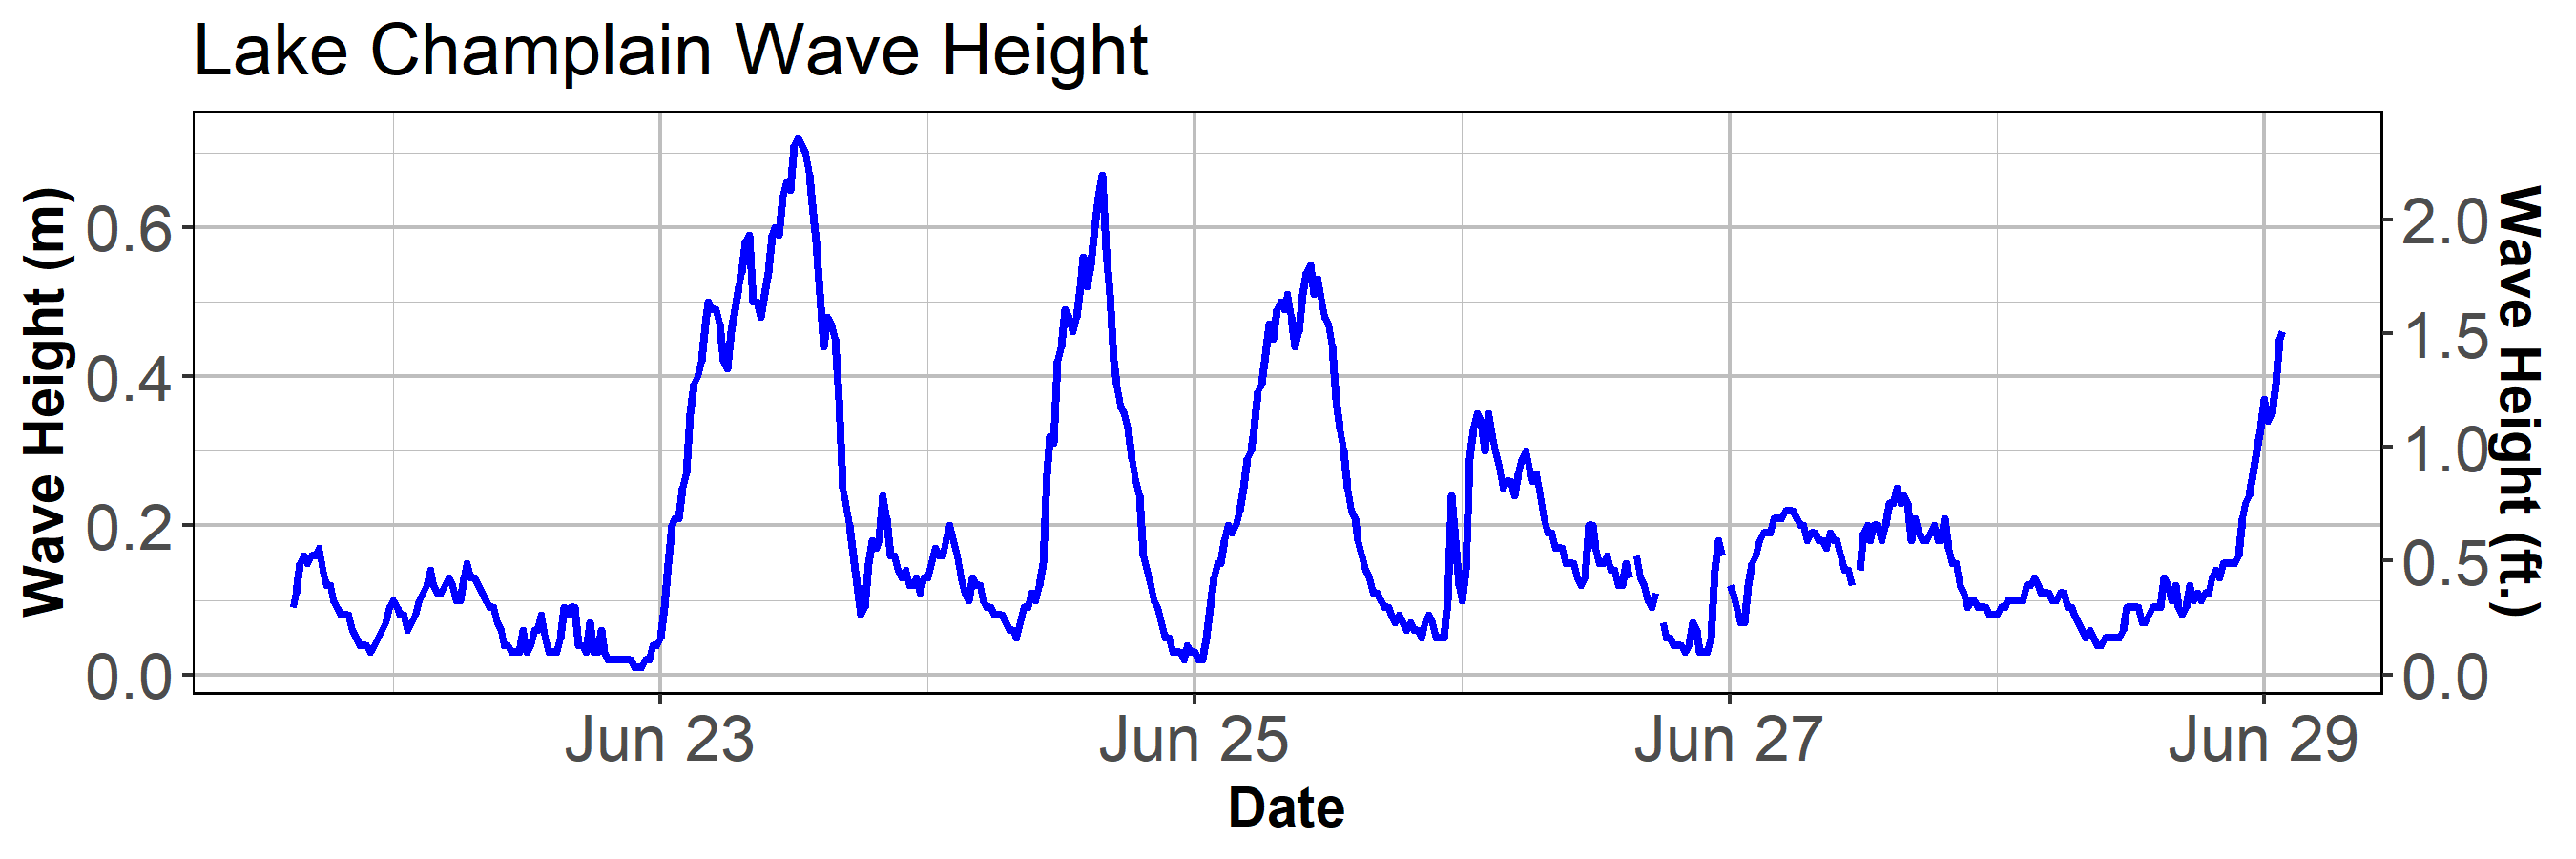 Lake Champlain Wave Height
Wave Height (m)
0.6
0.4
0.2
0.0
2.0
1.5
1.0
0.5
0.0
Wave Height (ft.)
Jun 23
Jun 25
Jun 27
Jun 29
Date